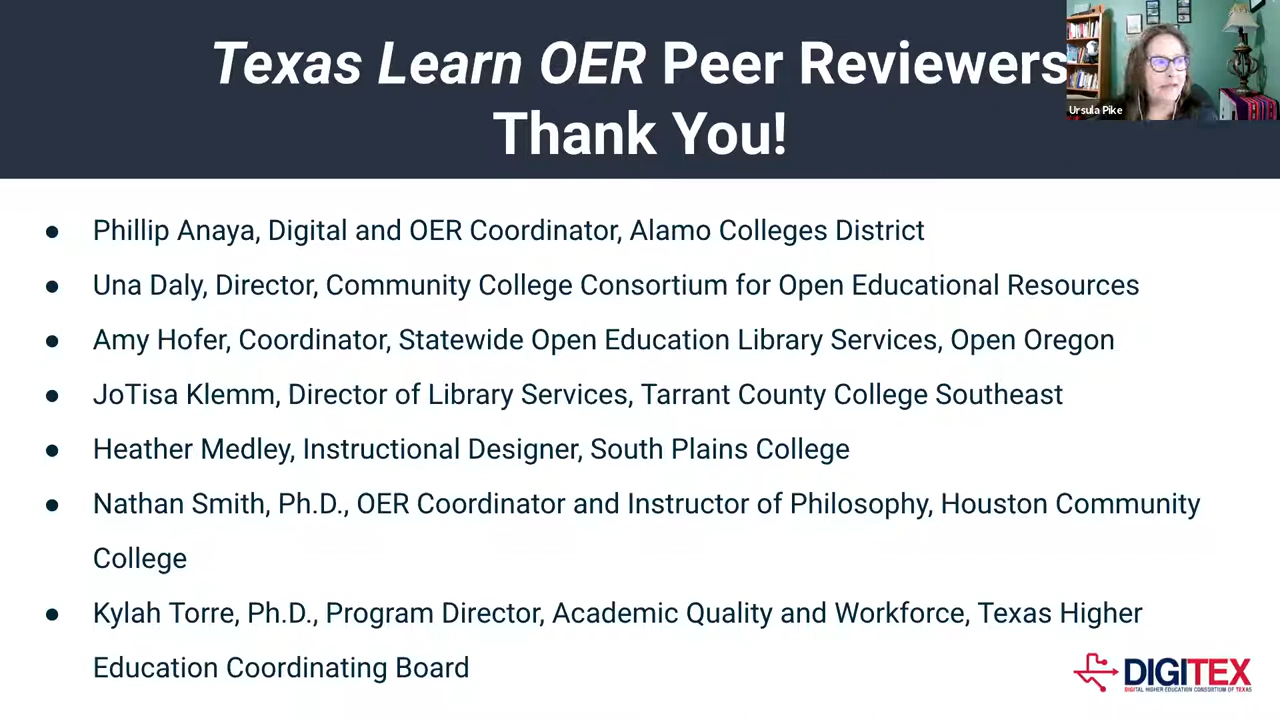 Texas Learn OER Peer Reviewers
Thank You!
Ursula Pike
● Phillip Anaya, Digital and OER Coordinator, Alamo Colleges District
● Una Daly, Director, Community College Consortium for Open Educational Resources
● Amy Hofer, Coordinator, Statewide Open Education Library Services, Open Oregon
● JoTisa Klemm, Director of Library Services, Tarrant County College Southeast
● Heather Medley, Instructional Designer, South Plains College
● Nathan Smith, Ph.D., OER Coordinator and Instructor of Philosophy, Houston Community
College
● Kylah Torre, Ph.D., Program Director, Academic Quality and Workforce, Texas Higher
Education Coordinating Board
DIGITEX
DIGITAL HIGHER EDUCATION CONSORTIUM OF TEXAS